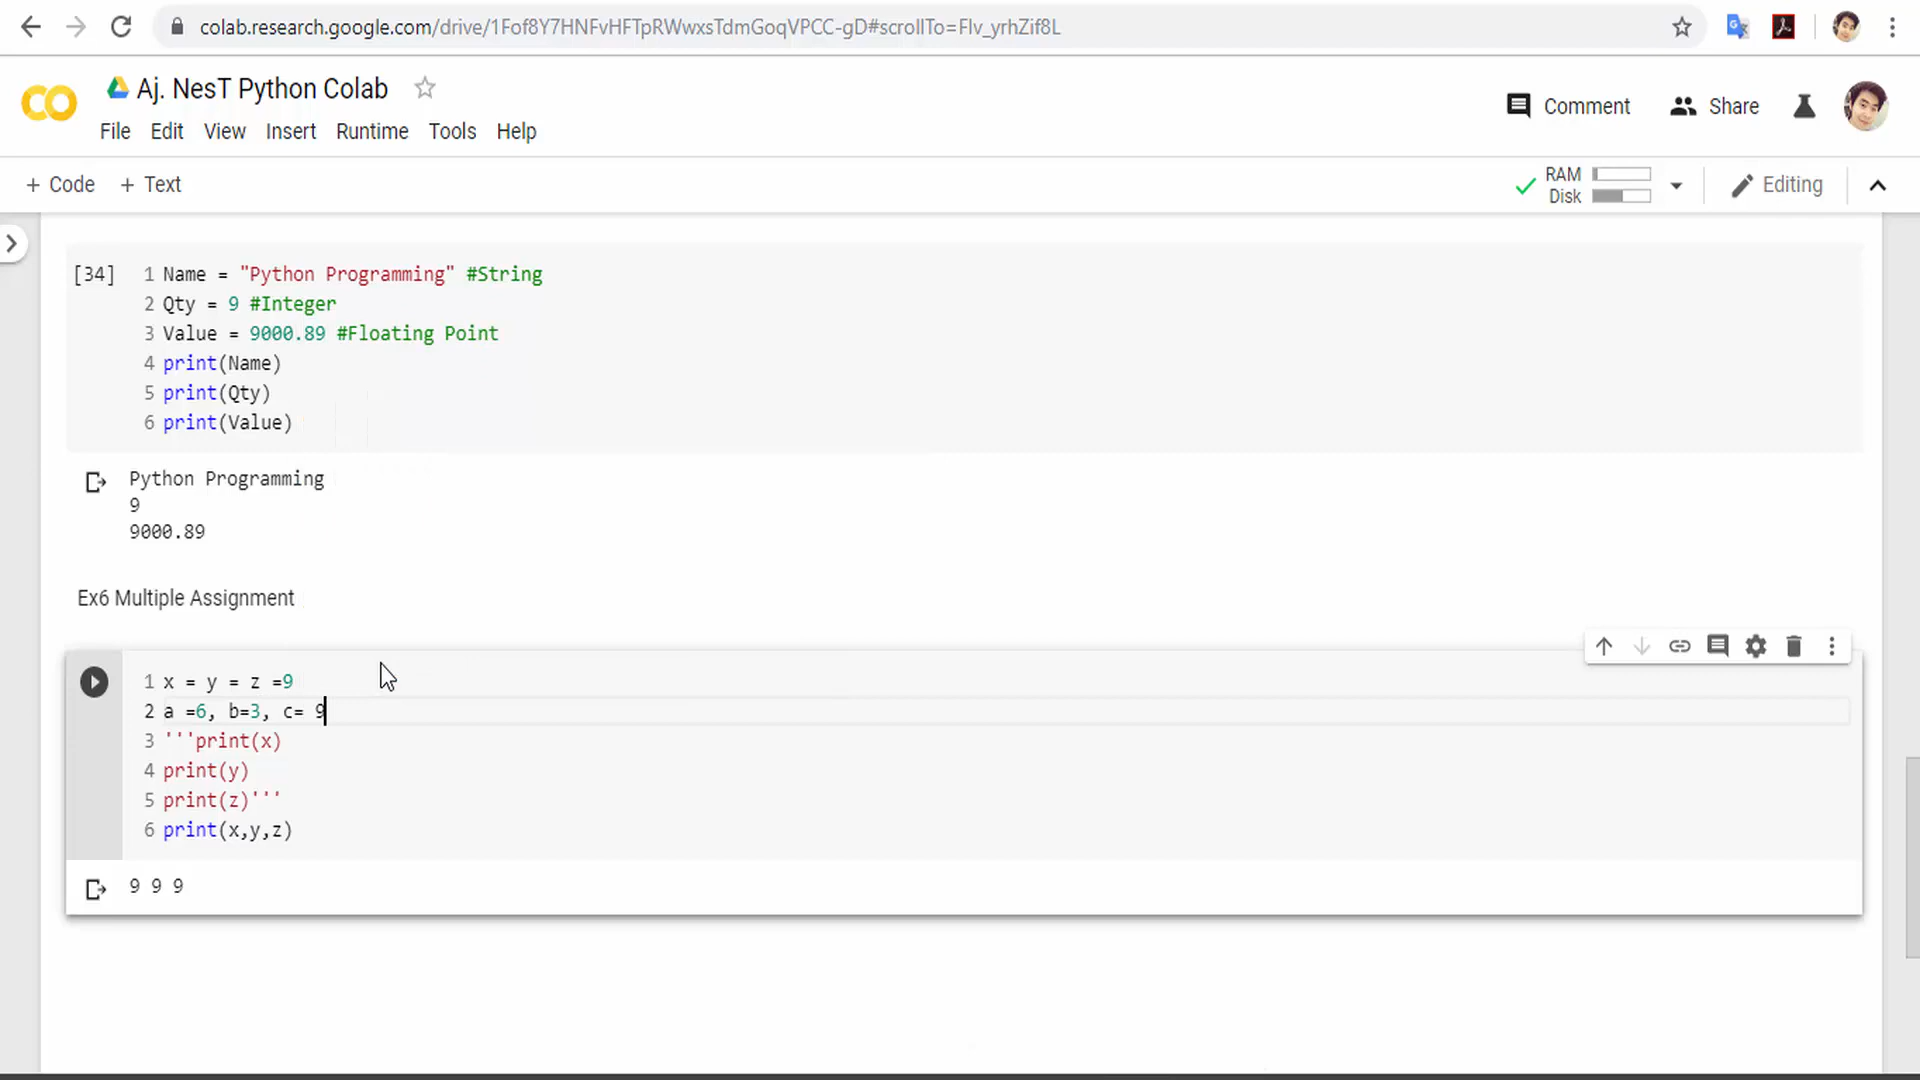 colab.research.google.com/drive/1Fof8Y7HNFvHFTpRWwxsTdmGoqVPCC-gD#scrollTo=Flv_yrhZif8L
CO Aj. NesT Python Colab
File Edit View Insert Runtime Tools Help
Comment Share
+ Code + Text
RAM
Disk
Editing
[34] 1 Name = "Python Programming" #String
2 Qty = 9 #Integer
3 Value = 9000.89 #Floating Point
4 print(Name)
5 print(Qty)
6 print(Value)
Python Programming
9
9000.89
Ex6 Multiple Assignment
1 x = y = z =9
2 a =6, b=3, c= 9
3 '''print(x)
4 print(y)
5 print(z)'''
6 print(x,y,z)
9 9 9